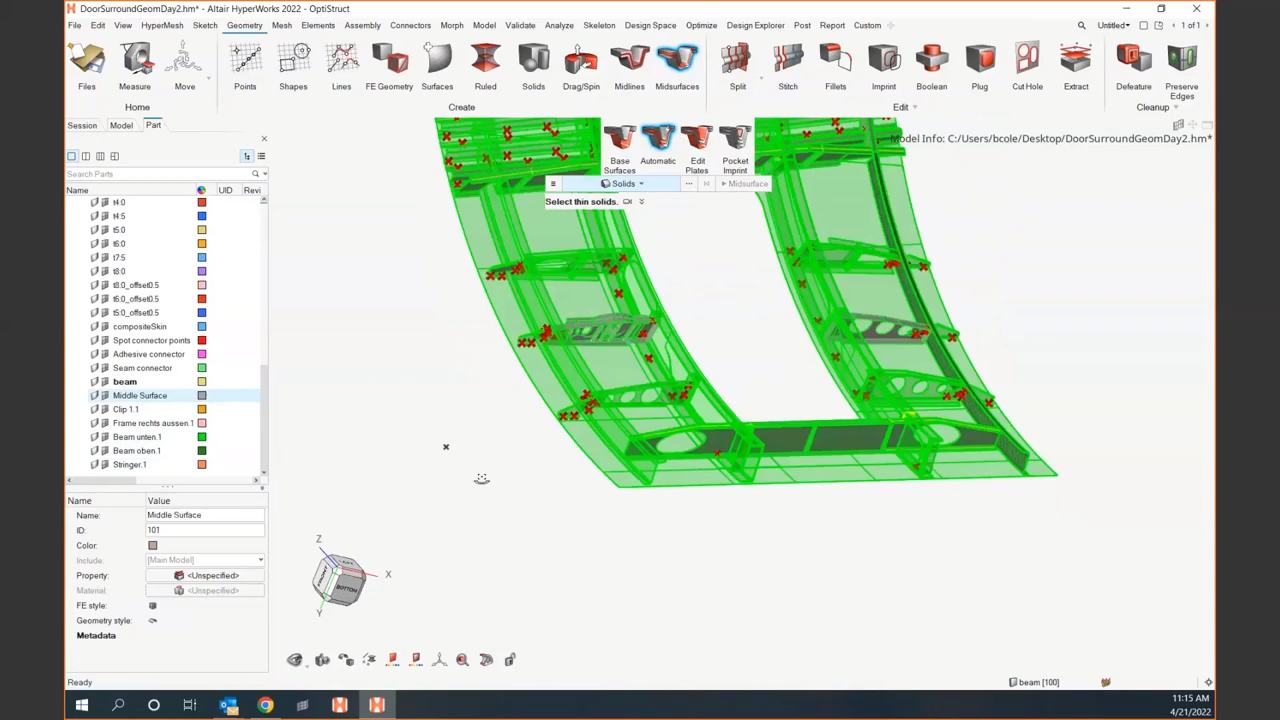 DoorSurroundGeomDay2.hm* - Altair HyperWorks 2022 - OptiStruct
File Edit View HyperMesh Sketch Geometry Mesh Elements Assembly Connectors Morph Model Validate Analyze Skeleton Design Space Optimize Design Explorer Post Report Custom Untitled* 1 of 1
Files Measure Move Points Shapes Lines FE Geometry Surfaces Ruled Solids Drag/Spin Midlines Midsurfaces Split Stitch Fillets Imprint Boolean Plug Cut Hole Extract Defeature Preserve Edges
Home Create Edit Cleanup
Session Model Part
Model Info: C:/Users/bcole/Desktop/DoorSurroundGeomDay2.hm*
Base Surfaces Automatic Edit Plates Pocket Imprint
Solids Midsurface
Select thin solids.
Search Parts
Name UID Revi
t4.0
t4.5
t5.0
t6.0
t7.5
t8.0
t8.0_offset0.5
t6.0_offset0.5
t5.0_offset0.5
compositeSkin
Spot connector points
Adhesive connector
Seam connector
beam
Middle Surface
Clip 1.1
Frame rechts aussen.1
Beam unten.1
Beam oben.1
Stringer.1
Name Value
Name: Middle Surface
ID: 101
Color:
Include: [Main Model]
Property: <Unspecified>
Material: <Unspecified>
FE style:
Geometry style:
Metadata
Z
X
Y
FRONT
BOTTOM
Ready
beam [100]
11:15 AM
4/21/2022